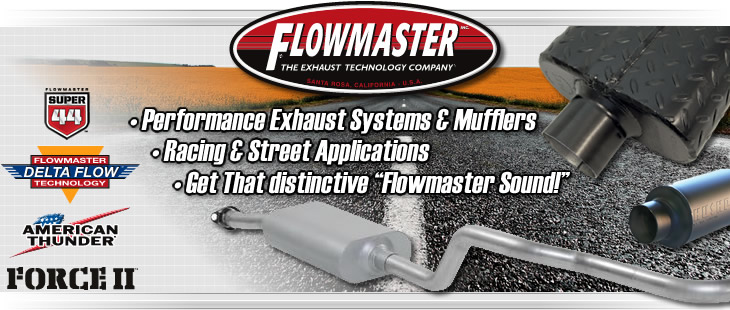 FLOWMASTER INC.
THE EXHAUST TECHNOLOGY COMPANY
SANTA ROSA, CALIFORNIA - U.S.A.
FLOWMASTER
SUPER
44
• Performance Exhaust Systems & Mufflers
• Racing & Street Applications
• Get That distinctive “Flowmaster Sound!”
FLOWMASTER
DELTA FLOW
TECHNOLOGY
AMERICAN
THUNDER
FORCE II